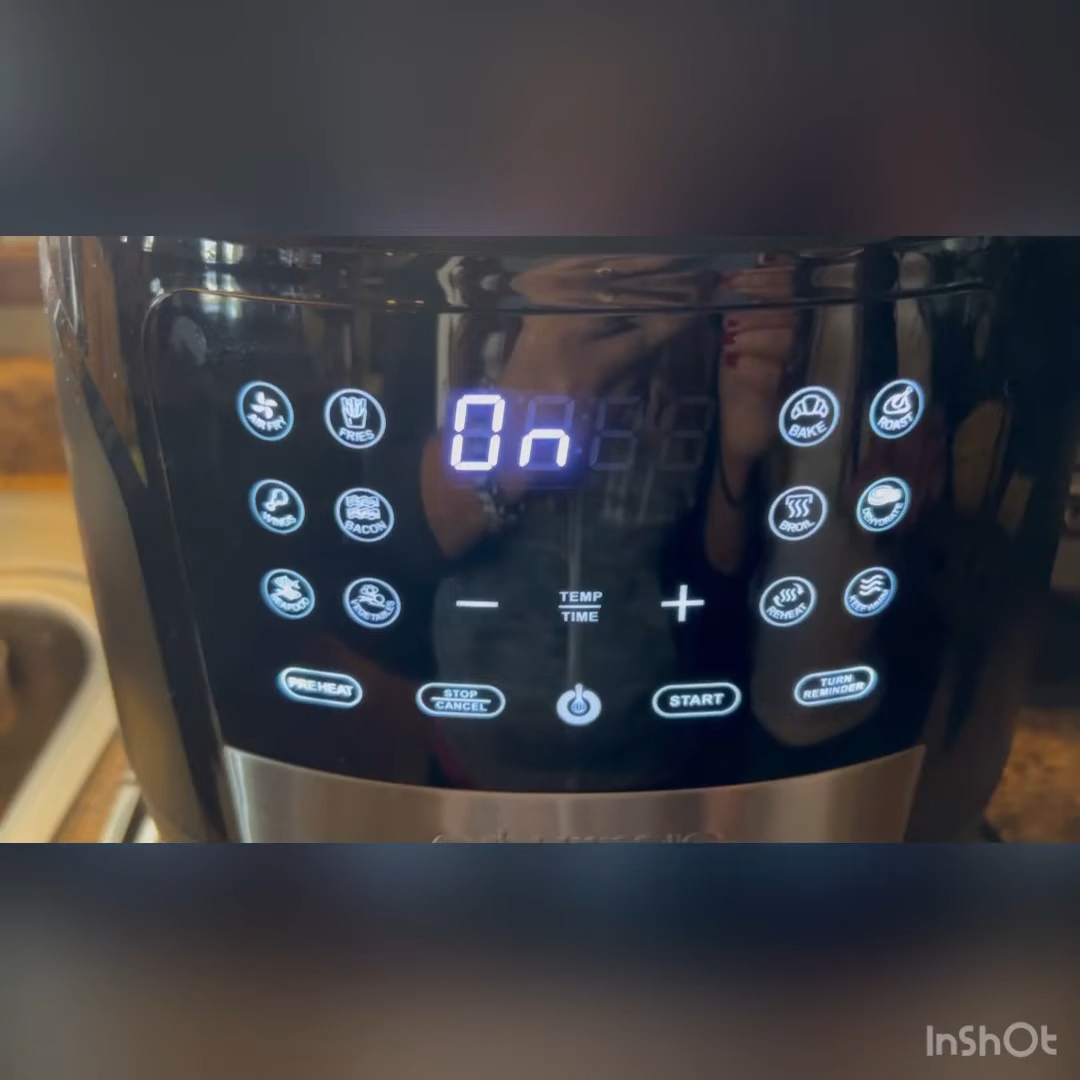 On
AIR FRY
FRIES
BAKE
ROAST
WINGS
BACON
BROIL
DEHYDRATE
SEAFOOD
VEGETABLES
TEMP
TIME
REHEAT
KEEP WARM
PREHEAT
STOP
CANCEL
START
TURN
REMINDER
InShOt